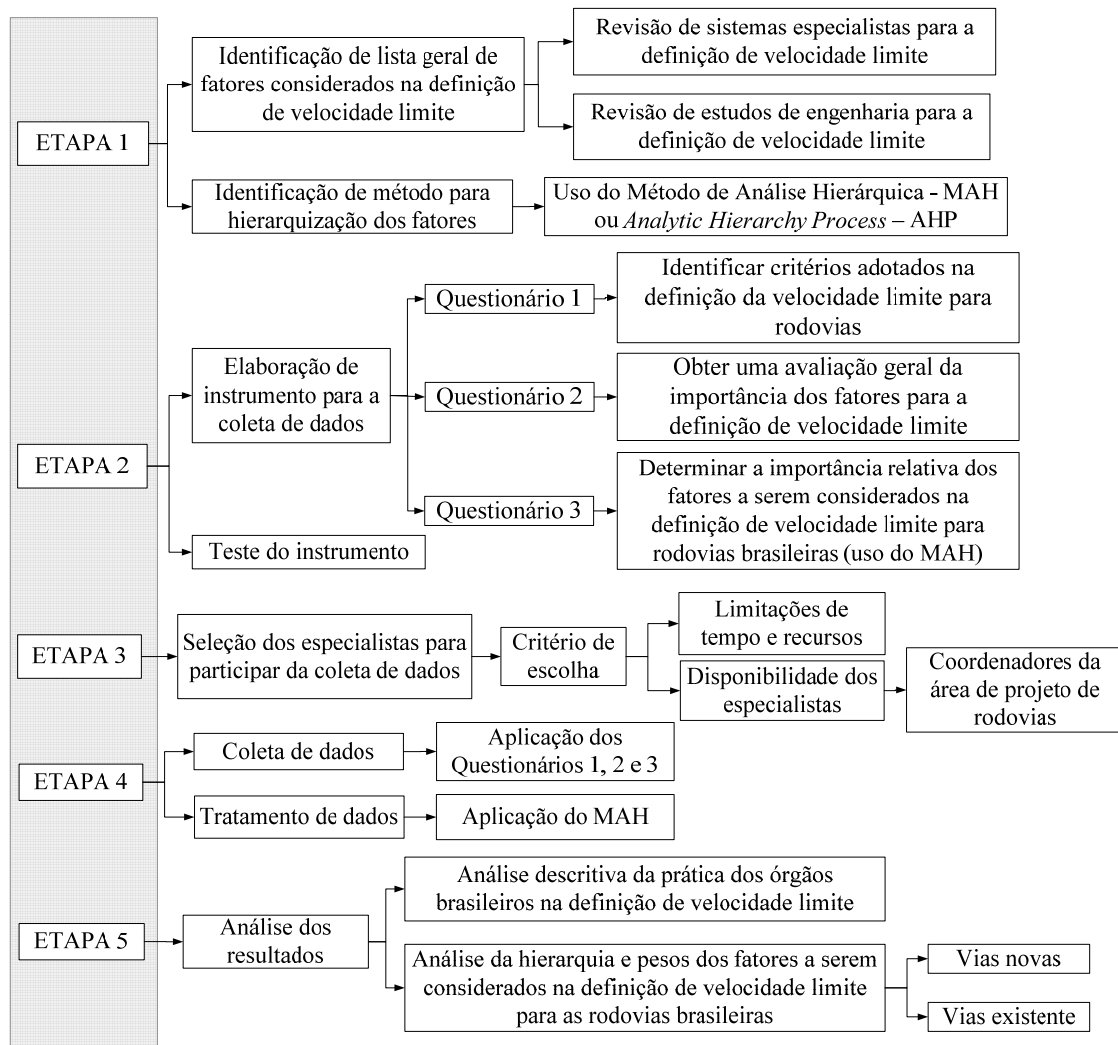 ETAPA 1
Identificação de lista geral de
fatores considerados na definição
de velocidade limite
Revisão de sistemas especialistas para a
definição de velocidade limite
Revisão de estudos de engenharia para a
definição de velocidade limite
Identificação de método para
hierarquização dos fatores
Uso do Método de Análise Hierárquica - MAH
ou Analytic Hierarchy Process – AHP
ETAPA 2
Elaboração de
instrumento para a
coleta de dados
Questionário 1
Identificar critérios adotados na
definição da velocidade limite para
rodovias
Questionário 2
Obter uma avaliação geral da
importância dos fatores para a
definição de velocidade limite
Questionário 3
Determinar a importância relativa dos
fatores a serem considerados na
definição de velocidade limite para
rodovias brasileiras (uso do MAH)
Teste do instrumento
ETAPA 3
Seleção dos especialistas para
participar da coleta de dados
Critério de
escolha
Limitações de
tempo e recursos
Disponibilidade dos
especialistas
Coordenadores da
área de projeto de
rodovias
ETAPA 4
Coleta de dados
Aplicação dos
Questionários 1, 2 e 3
Tratamento de dados
Aplicação do MAH
ETAPA 5
Análise dos
resultados
Análise descritiva da prática dos órgãos
brasileiros na definição de velocidade limite
Análise da hierarquia e pesos dos fatores a serem
considerados na definição de velocidade limite
para as rodovias brasileiras
Vias novas
Vias existente